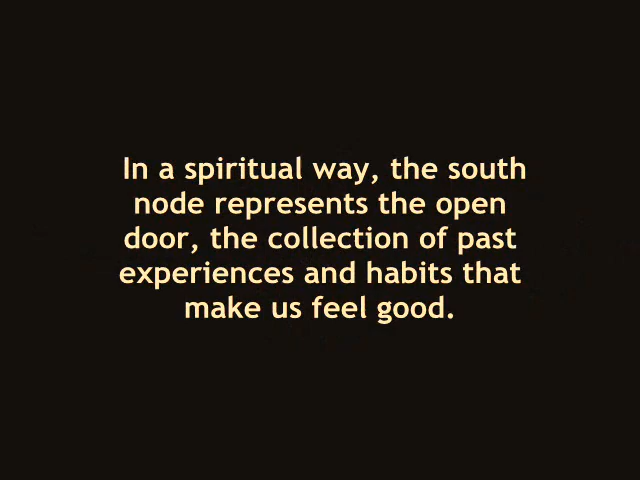 In a spiritual way, the south
node represents the open
door, the collection of past
experiences and habits that
make us feel good.